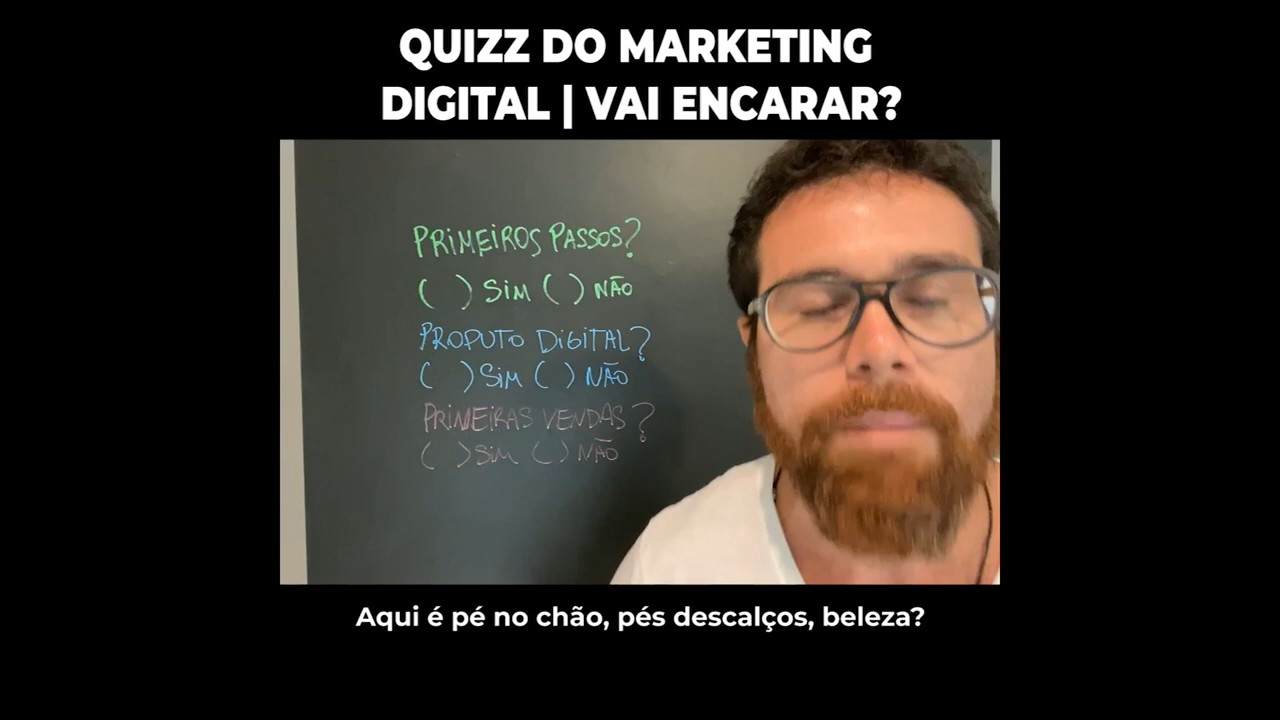 QUIZZ DO MARKETING
DIGITAL | VAI ENCARAR?
PRIMEIROS PASSOS?
( ) SIM ( ) NÃO
PRODUTO DIGITAL?
( ) SIM ( ) NÃO
PRIMEIRAS VENDAS?
( ) SIM ( ) NÃO
Aqui é pé no chão, pés descalços, beleza?